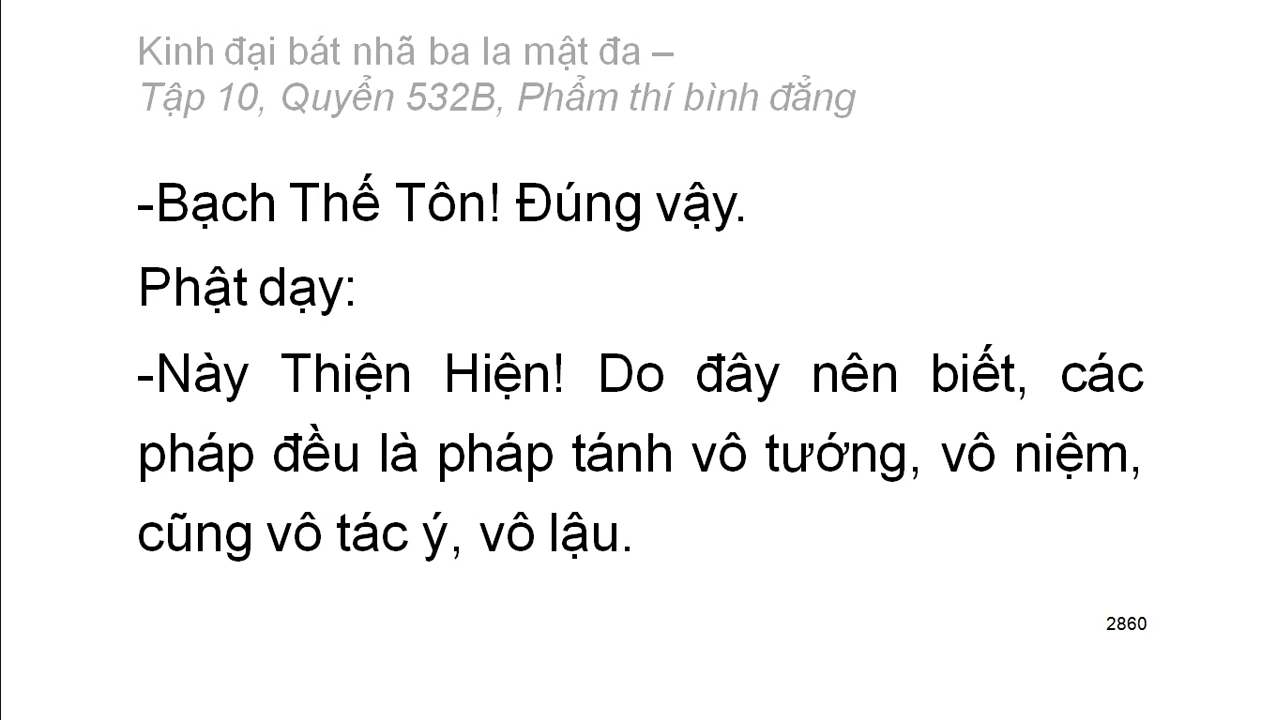 Kinh đại bát nhã ba la mật đa –
Tập 10, Quyển 532B, Phẩm thí bình đẳng
-Bạch Thế Tôn! Đúng vậy.
Phật dạy:
-Này Thiện Hiện! Do đây nên biết, các
pháp đều là pháp tánh vô tướng, vô niệm,
cũng vô tác ý, vô lậu.
2860